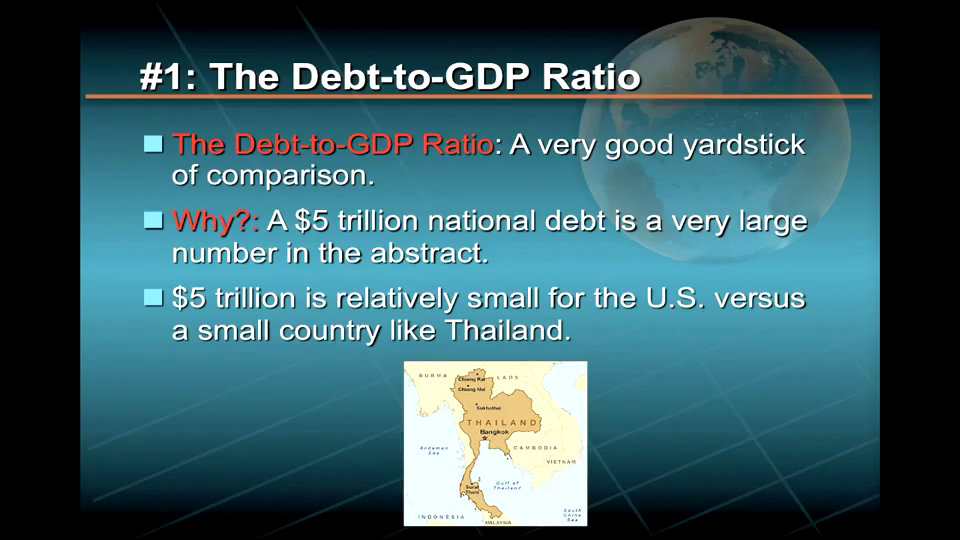 #1: The Debt-to-GDP Ratio
The Debt-to-GDP Ratio: A very good yardstick
of comparison.
Why?: A $5 trillion national debt is a very large
number in the abstract.
$5 trillion is relatively small for the U.S. versus
a small country like Thailand.
BURMA
LAOS
Chiang Rai
Chiang Mai
Sukhothai
THAILAND
Bangkok
Andaman
Sea
CAMBODIA
VIETNAM
Gulf of
Thailand
Surat
Thani
INDONESIA
MALAYSIA
South
China
Sea